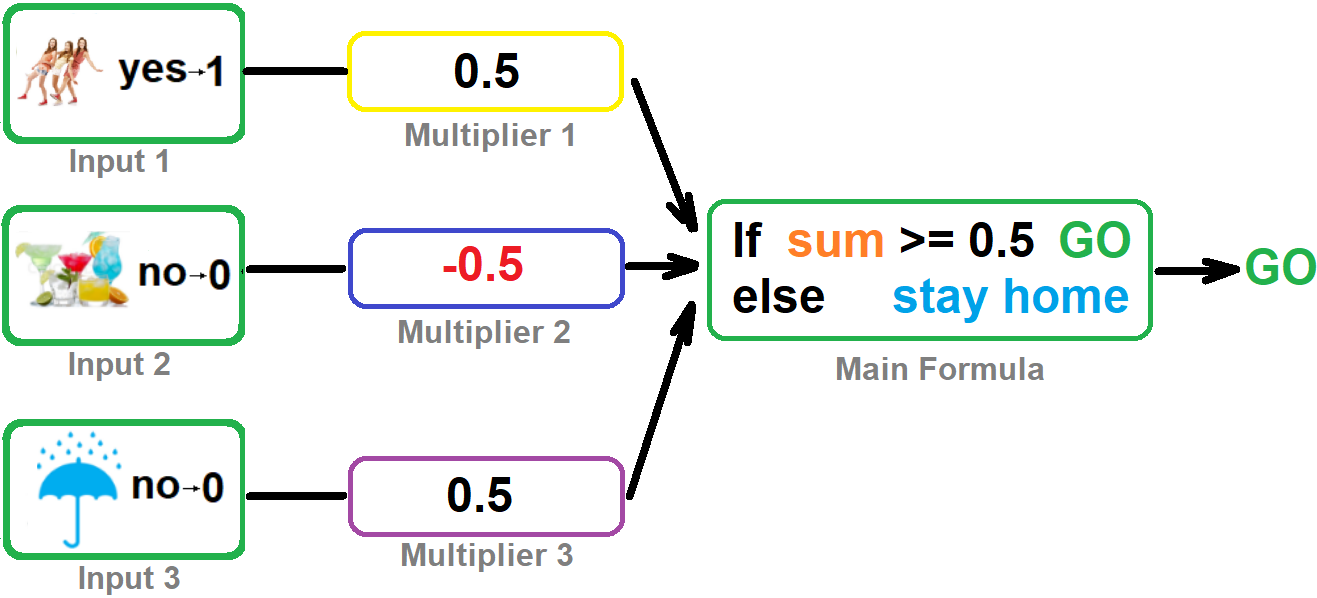 yes→1
Input 1
0.5
Multiplier 1
no→0
Input 2
-0.5
Multiplier 2
no→0
Input 3
0.5
Multiplier 3
If sum >= 0.5 GO
else stay home
Main Formula
GO